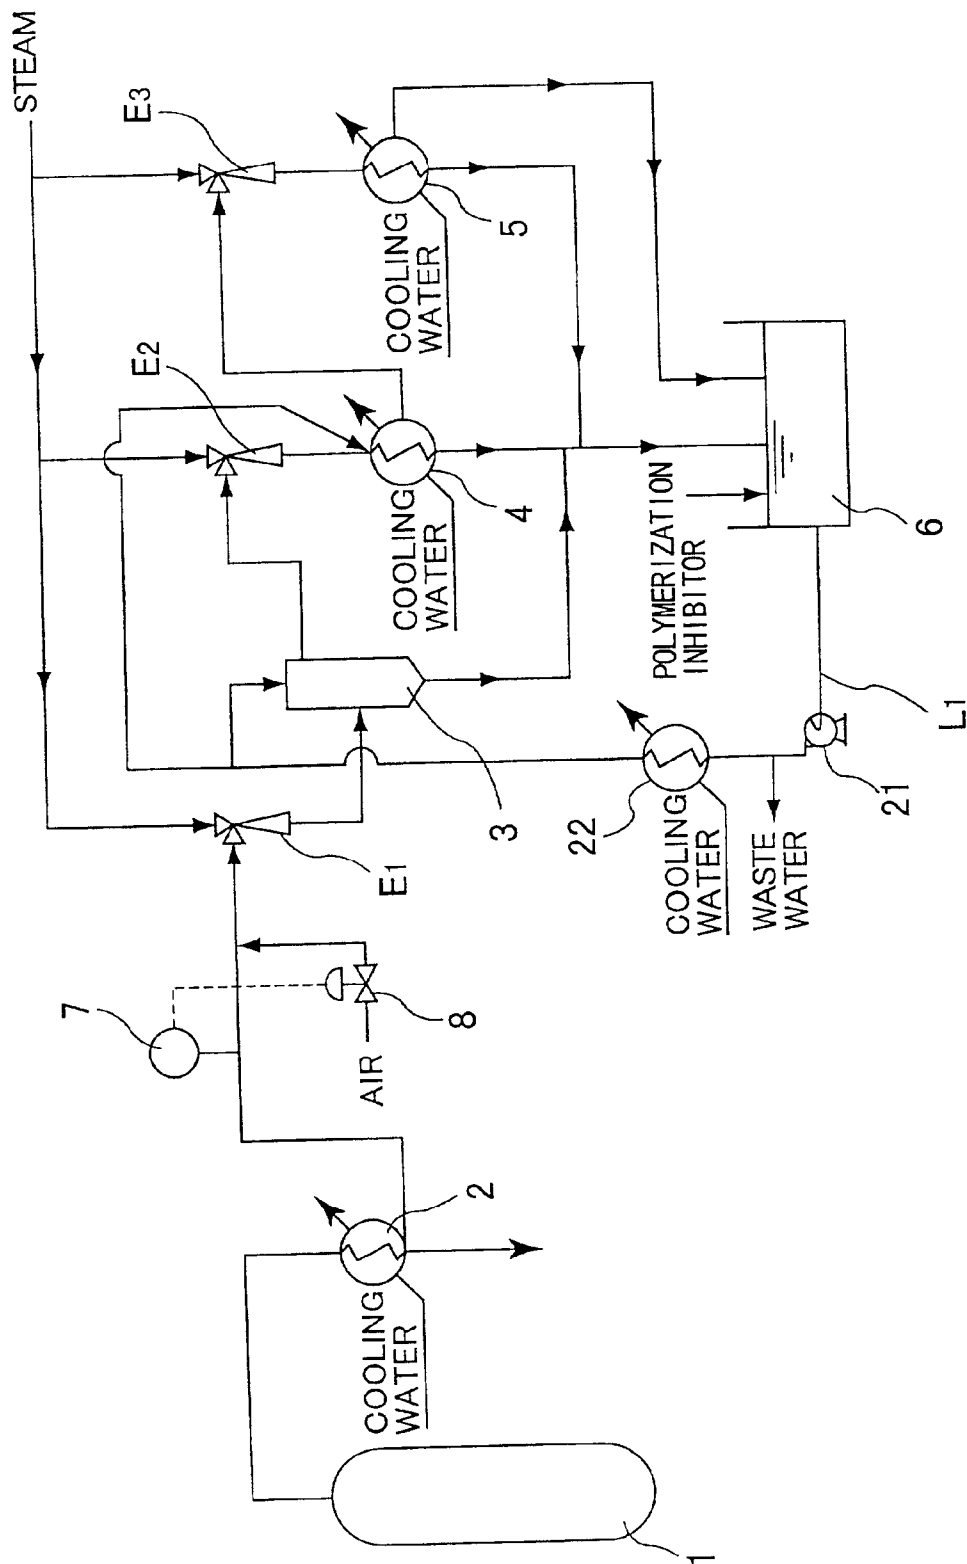 STEAM
E3
COOLING
WATER
5
E2
COOLING
WATER
4
POLYMERIZATION
INHIBITOR
6
L1
21
3
22
COOLING
WATER
WASTE
WATER
E1
7
8
AIR
2
COOLING
WATER
1